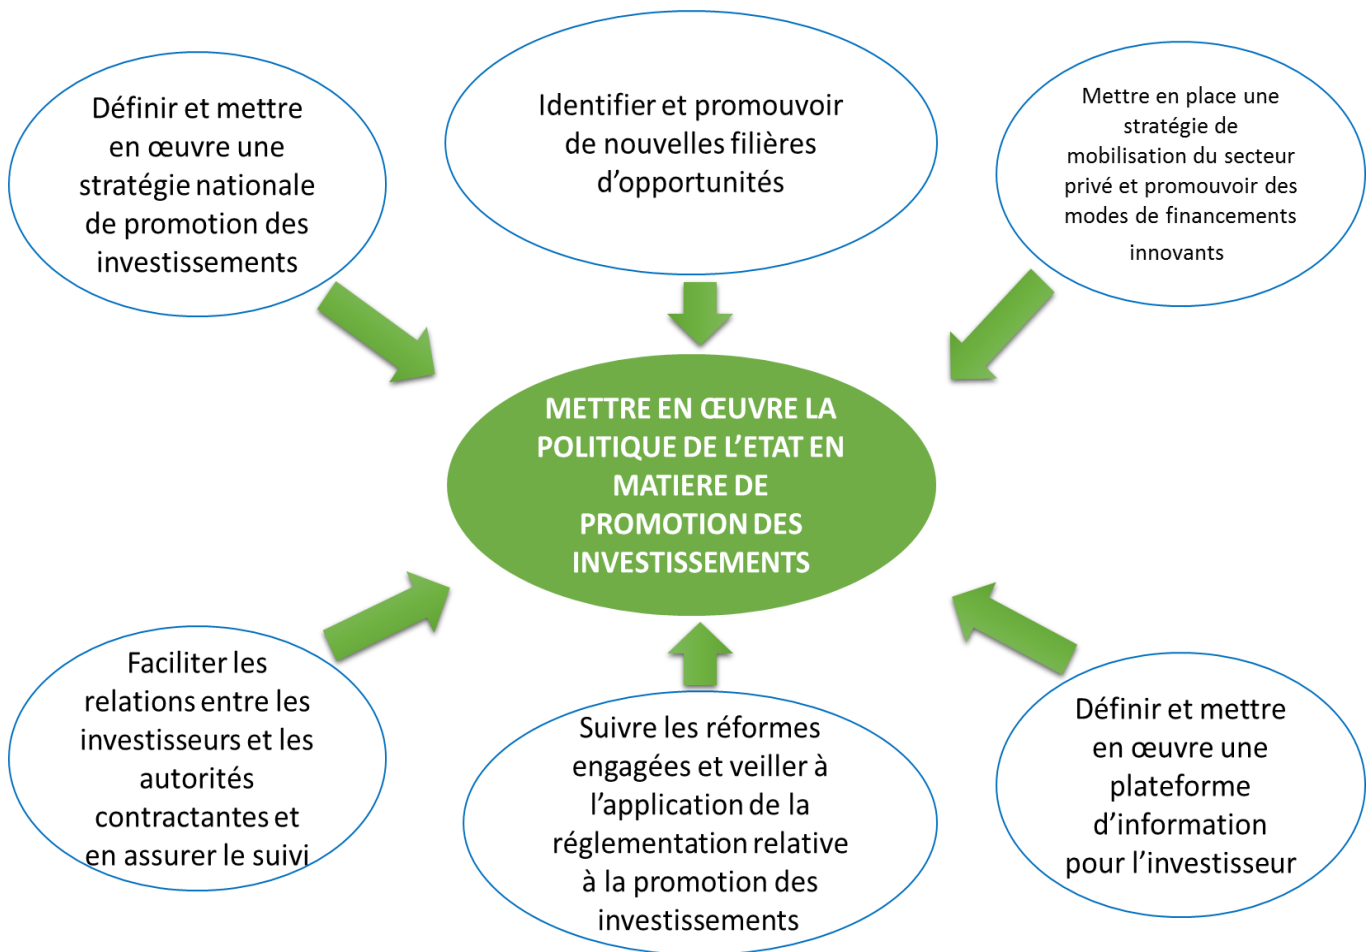 Définir et mettre
en œuvre une
stratégie nationale
de promotion des
investissements
Identifier et promouvoir
de nouvelles filières
d’opportunités
Mettre en place une
stratégie de
mobilisation du secteur
privé et promouvoir des
modes de financements
innovants
METTRE EN ŒUVRE LA
POLITIQUE DE L’ETAT EN
MATIERE DE
PROMOTION DES
INVESTISSEMENTS
Faciliter les
relations entre les
investisseurs et les
autorités
contractantes et
en assurer le suivi
Suivre les réformes
engagées et veiller à
l’application de la
réglementation relative
à la promotion des
investissements
Définir et mettre
en œuvre une
plateforme
d’information
pour l’investisseur